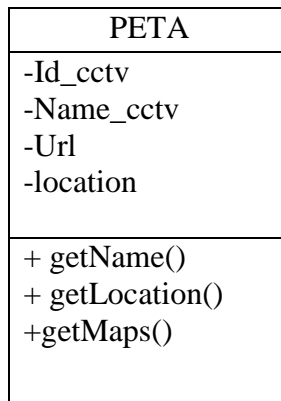 PETA
-Id_cctv
-Name_cctv
-Url
-location
+ getName()
+ getLocation()
+getMaps()